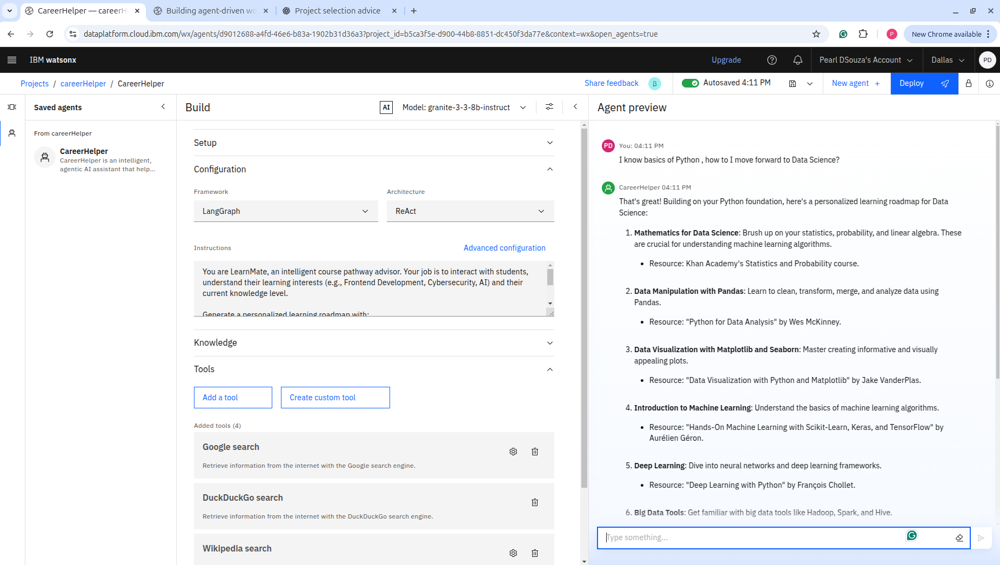 CareerHelper — careerH
Building agent-driven wo
Project selection advice
dataplatform.cloud.ibm.com/wx/agents/d9012688-a4fd-46e6-b83a-1902b31d36a3?project_id=b5ca3f5e-d900-44b8-8851-dc450f3da77e&context=wx&open_agents=true
P
New Chrome available
IBM watsonx
Upgrade
Pearl DSouza's Account
Dallas
PD
Projects / careerHelper / CareerHelper
Share feedback
β
Autosaved 4:11 PM
New agent +
Deploy
Saved agents
From careerHelper
CareerHelper
CareerHelper is an intelligent,
agentic AI assistant that help...
Build
AI
Model: granite-3-3-8b-instruct
Setup
Configuration
Framework
Architecture
LangGraph
ReAct
Instructions
Advanced configuration
You are LearnMate, an intelligent course pathway advisor. Your job is to interact with students,
understand their learning interests (e.g., Frontend Development, Cybersecurity, AI) and their
current knowledge level.
Generate a personalized learning roadmap with:
Knowledge
Tools
Add a tool
Create custom tool
Added tools (4)
Google search
Retrieve information from the internet with the Google search engine.
DuckDuckGo search
Retrieve information from the internet with the DuckDuckGo search engine.
Wikipedia search
Agent preview
PD
You: 04:11 PM
I know basics of Python , how to I move forward to Data Science?
CareerHelper 04:11 PM
That's great! Building on your Python foundation, here's a personalized learning roadmap for Data
Science:
1. Mathematics for Data Science: Brush up on your statistics, probability, and linear algebra. These
are crucial for understanding machine learning algorithms.
• Resource: Khan Academy's Statistics and Probability course.
2. Data Manipulation with Pandas: Learn to clean, transform, merge, and analyze data using
Pandas.
• Resource: "Python for Data Analysis" by Wes McKinney.
3. Data Visualization with Matplotlib and Seaborn: Master creating informative and visually
appealing plots.
• Resource: "Data Visualization with Python and Matplotlib" by Jake VanderPlas.
4. Introduction to Machine Learning: Understand the basics of machine learning algorithms.
• Resource: "Hands-On Machine Learning with Scikit-Learn, Keras, and TensorFlow" by
Aurélien Géron.
5. Deep Learning: Dive into neural networks and deep learning frameworks.
• Resource: "Deep Learning with Python" by François Chollet.
6. Big Data Tools: Get familiar with big data tools like Hadoop, Spark, and Hive.
Type something...